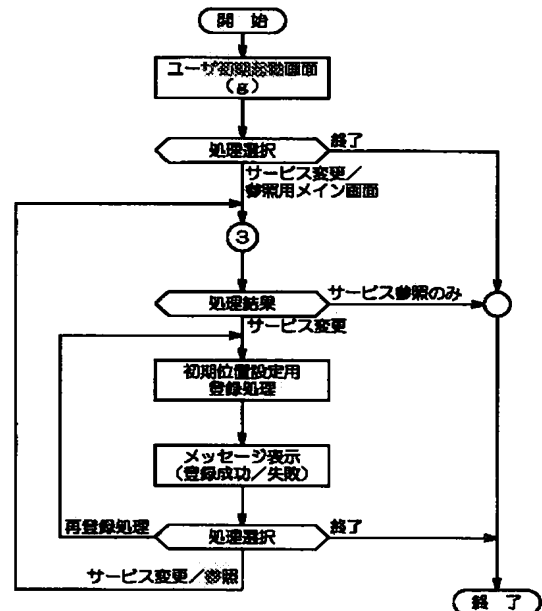 開 始
ユーザ初期起動画面
(g)
処理選択
終了
サービス変更/
参照用メイン画面
3
処理結果
サービス参照のみ
サービス変更
初期位置設定用
登録処理
メッセージ表示
(登録成功/失敗)
再登録処理
処理選択
終了
サービス変更/参照
終 了